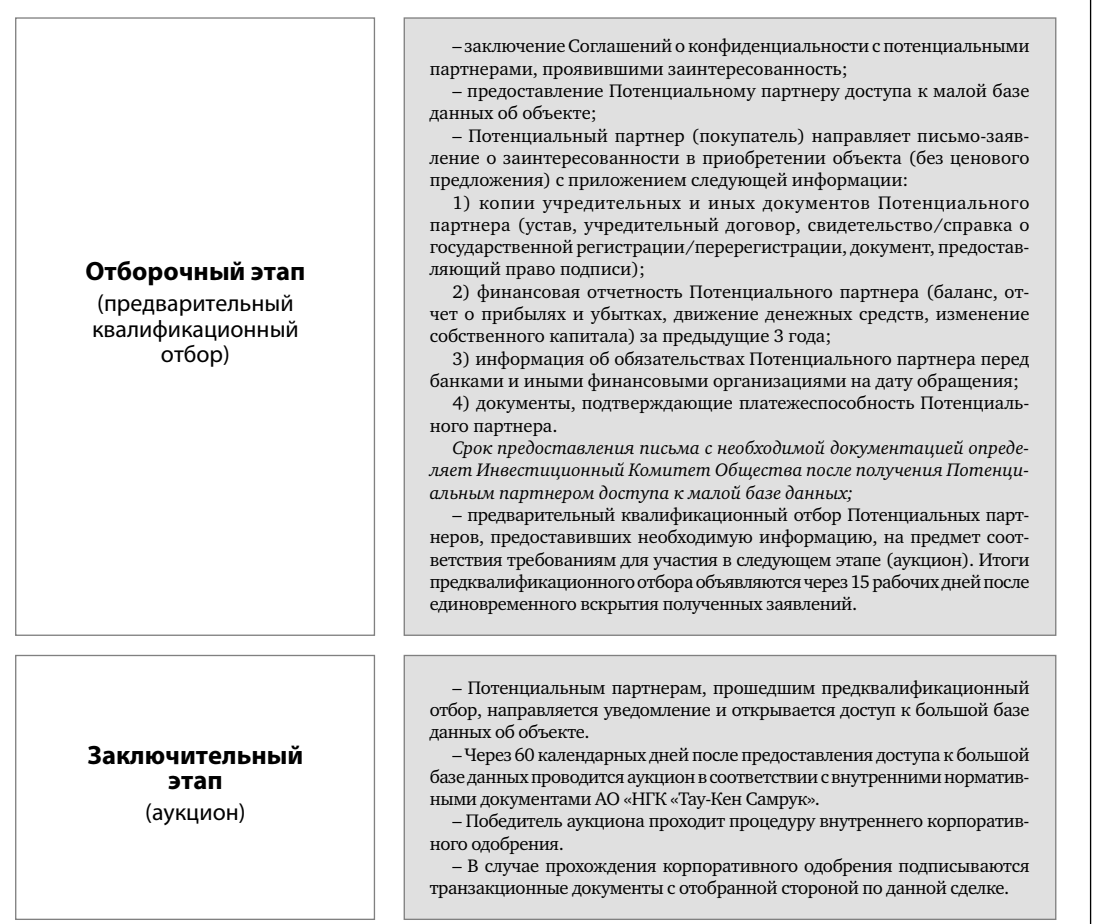 Отборочный этап
(предварительный
квалификационный
отбор)
– заключение Соглашений о конфиденциальности с потенциальными
партнерами, проявившими заинтересованность;
– предоставление Потенциальному партнеру доступа к малой базе
данных об объекте;
– Потенциальный партнер (покупатель) направляет письмо-заяв-
ление о заинтересованности в приобретении объекта (без ценового
предложения) с приложением следующей информации:
1) копии учредительных и иных документов Потенциального
партнера (устав, учредительный договор, свидетельство/справка о
государственной регистрации/перерегистрации, документ, предостав-
ляющий право подписи);
2) финансовая отчетность Потенциального партнера (баланс, от-
чет о прибылях и убытках, движение денежных средств, изменение
собственного капитала) за предыдущие 3 года;
3) информация об обязательствах Потенциального партнера перед
банками и иными финансовыми организациями на дату обращения;
4) документы, подтверждающие платежеспособность Потенциаль-
ного партнера.
Срок предоставления письма с необходимой документацией опреде-
ляет Инвестиционный Комитет Общества после получения Потенци-
альным партнером доступа к малой базе данных;
– предварительный квалификационный отбор Потенциальных парт-
неров, предоставивших необходимую информацию, на предмет соот-
ветствия требованиям для участия в следующем этапе (аукцион). Итоги
предквалификационного отбора объявляются через 15 рабочих дней после
единовременного вскрытия полученных заявлений.
Заключительный
этап
(аукцион)
– Потенциальным партнерам, прошедшим предквалификационный
отбор, направляется уведомление и открывается доступ к большой базе
данных об объекте.
– Через 60 календарных дней после предоставления доступа к большой
базе данных проводится аукцион в соответствии с внутренними норматив-
ными документами АО «НГК «Тау-Кен Самрук».
– Победитель аукциона проходит процедуру внутреннего корпоратив-
ного одобрения.
– В случае прохождения корпоративного одобрения подписываются
транзакционные документы с отобранной стороной по данной сделке.